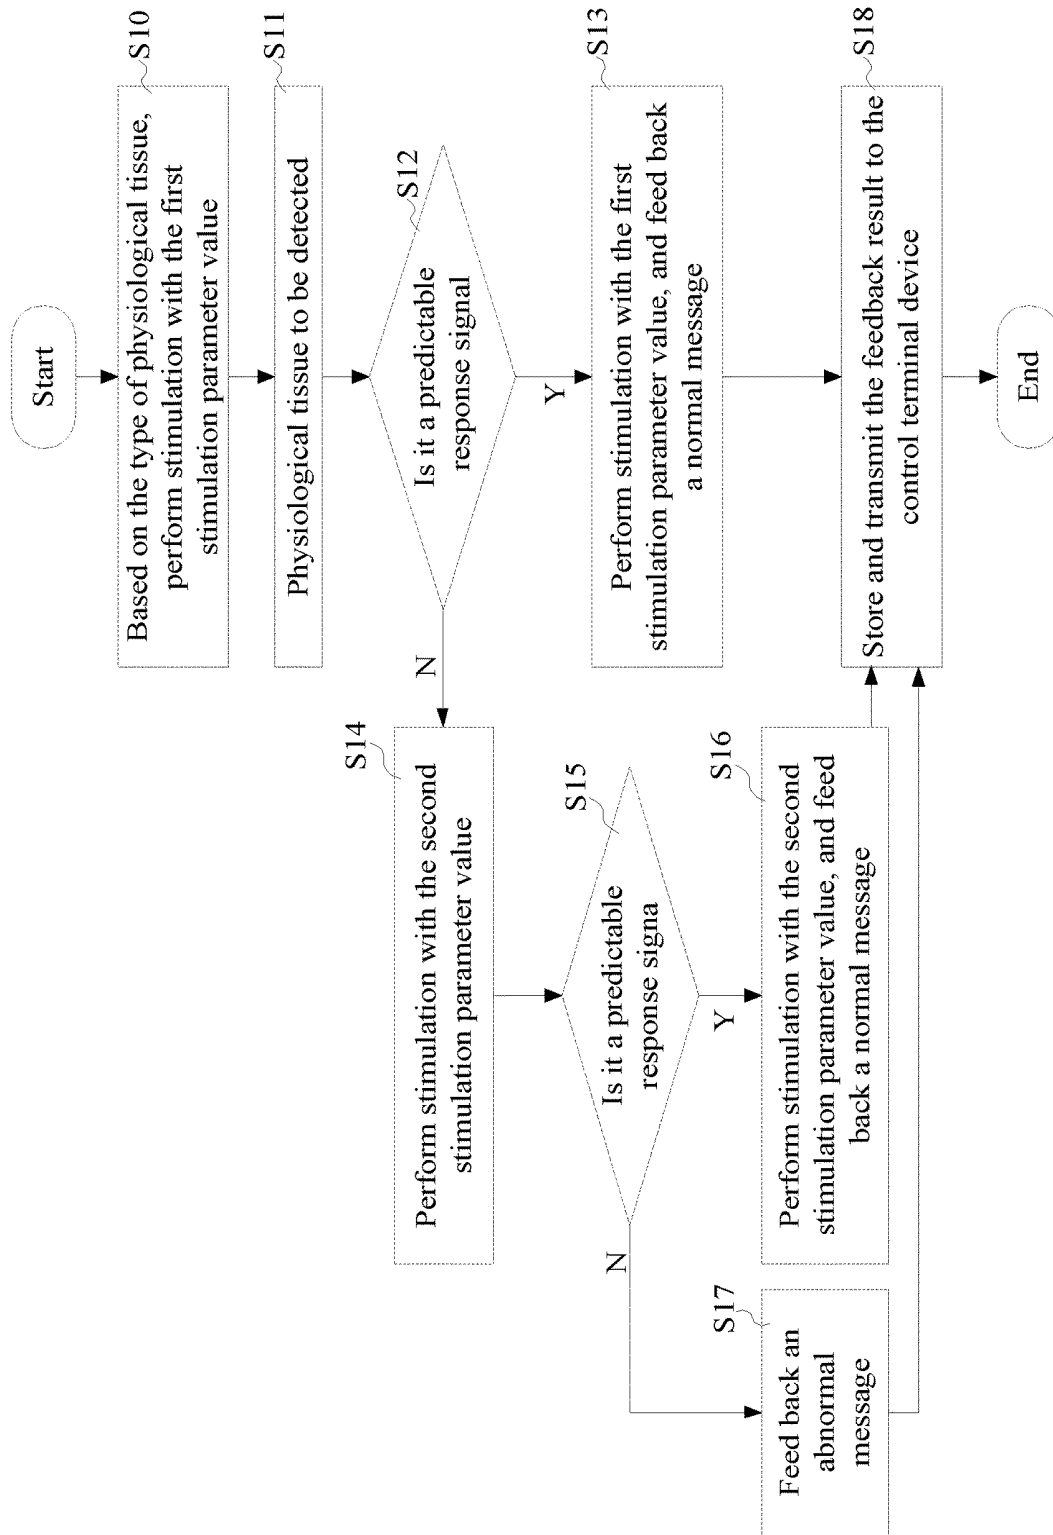 Start
S10
Based on the type of physiological tissue,
perform stimulation with the first
stimulation parameter value
S11
Physiological tissue to be detected
S12
Is it a predictable
response signal
Y
N
S13
Perform stimulation with the first
stimulation parameter value, and feed back
a normal message
S14
Perform stimulation with the second
stimulation parameter value
S15
Is it a predictable
response signa
Y
N
S16
Perform stimulation with the second
stimulation parameter value, and feed
back a normal message
S17
Feed back an
abnormal
message
S18
Store and transmit the feedback result to the
control terminal device
End